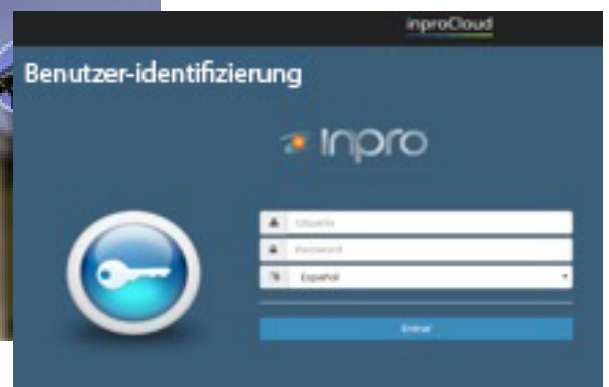 inproCloud
Benutzer-identifizierung
Inpro
Usuario
Password
Español
Entrar